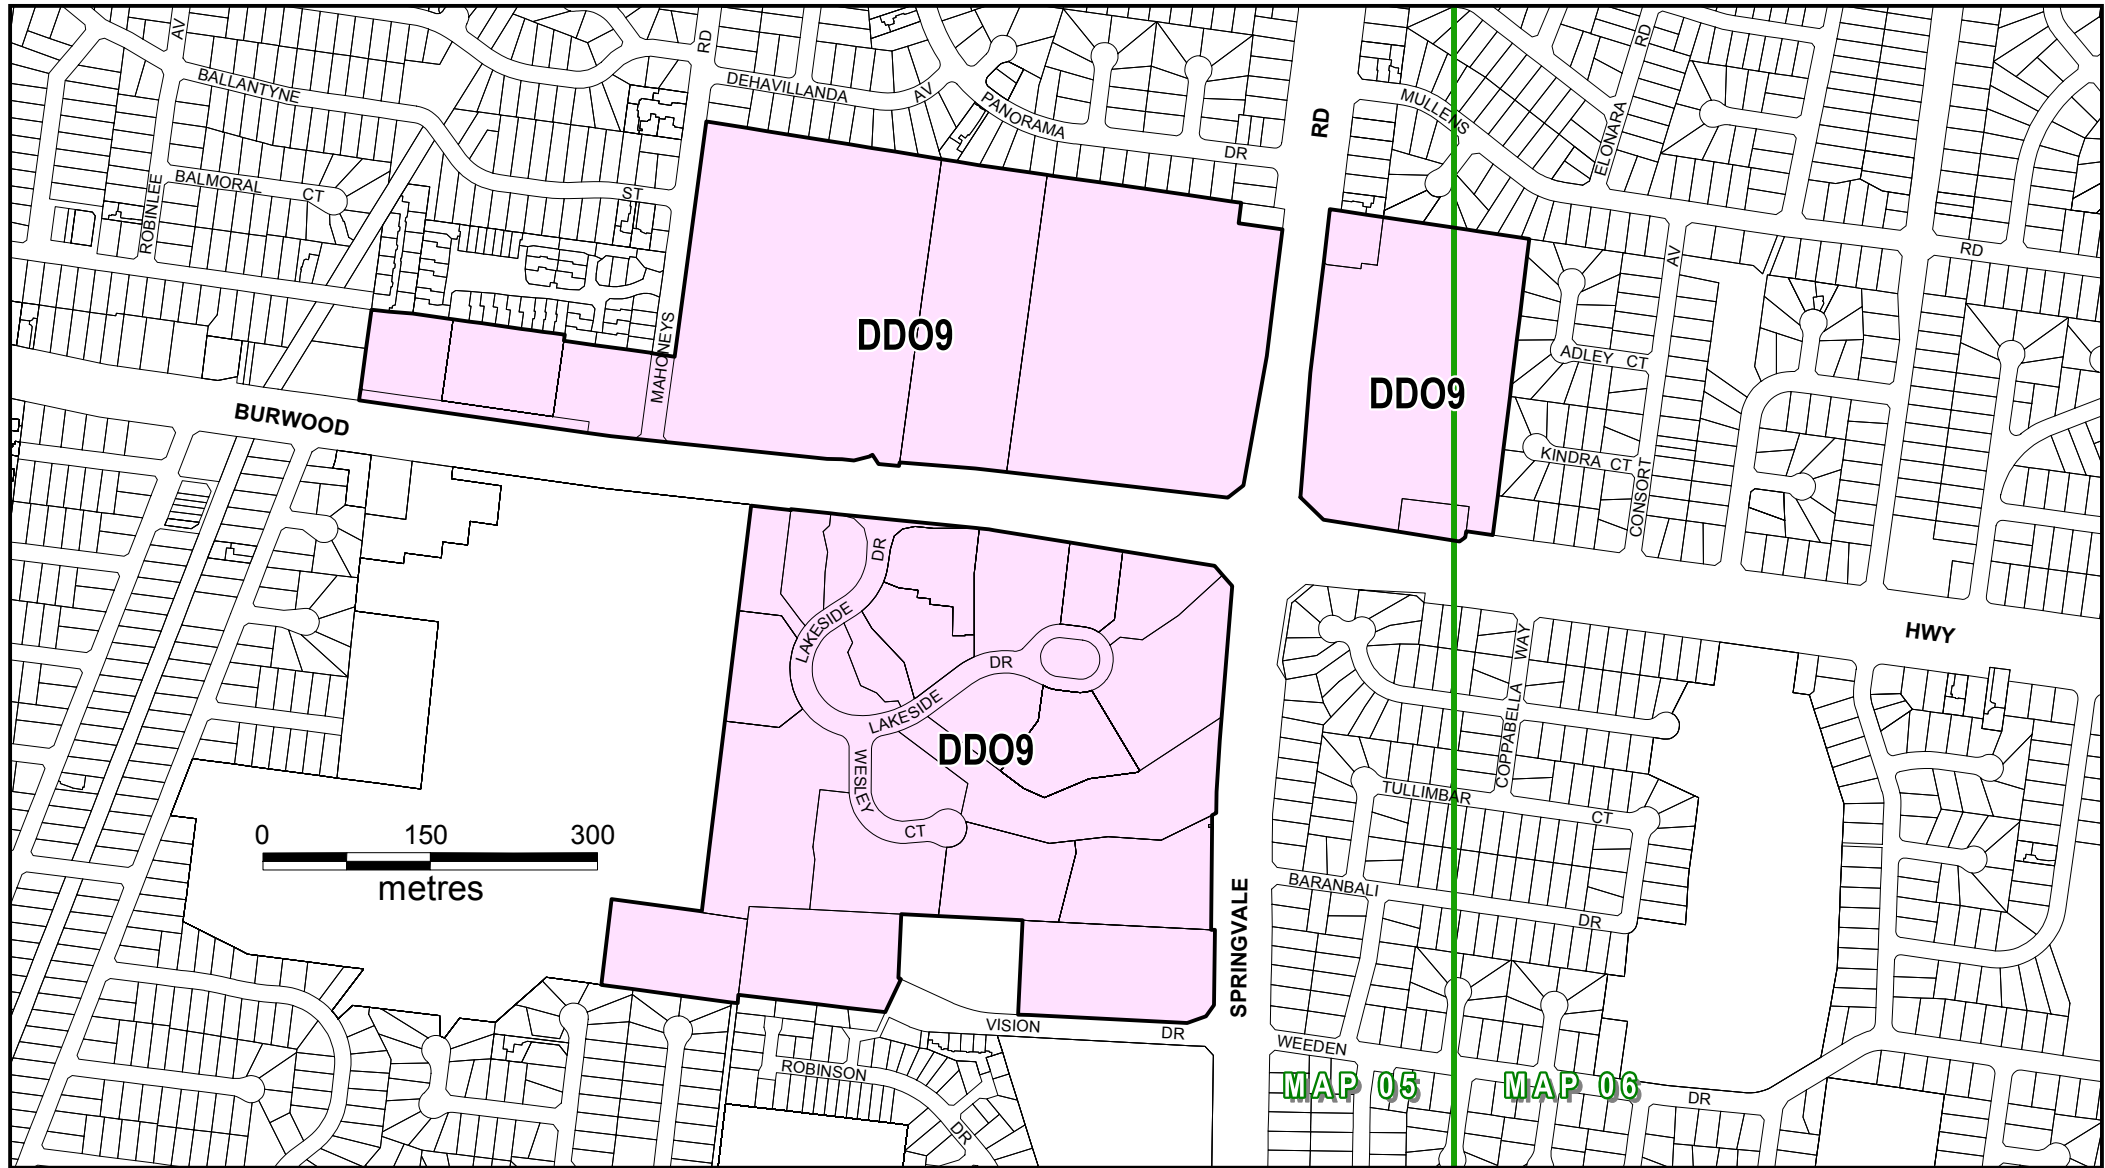 AV
RD
BALLANTYNE
DEHAVILLANDA
AV
PANORAMA
DR
RD
MULLENS
ELONARA
RD
ROBINLEE
BALMORAL
CT
ST
AV
RD
MAHONEYS
DDO9
DDO9
ADLEY CT
BURWOOD
KINDRA CT
CONSORT
DR
LAKESIDE
DR
LAKESIDE
DDO9
WESLEY
CT
HWY
WAY
COPPABELLA
TULLIMBAR
CT
0 150 300
metres
BARANBALI
DR
SPRINGVALE
VISION
DR
WEEDEN
ROBINSON
DR
MAP 05
MAP 06
DR